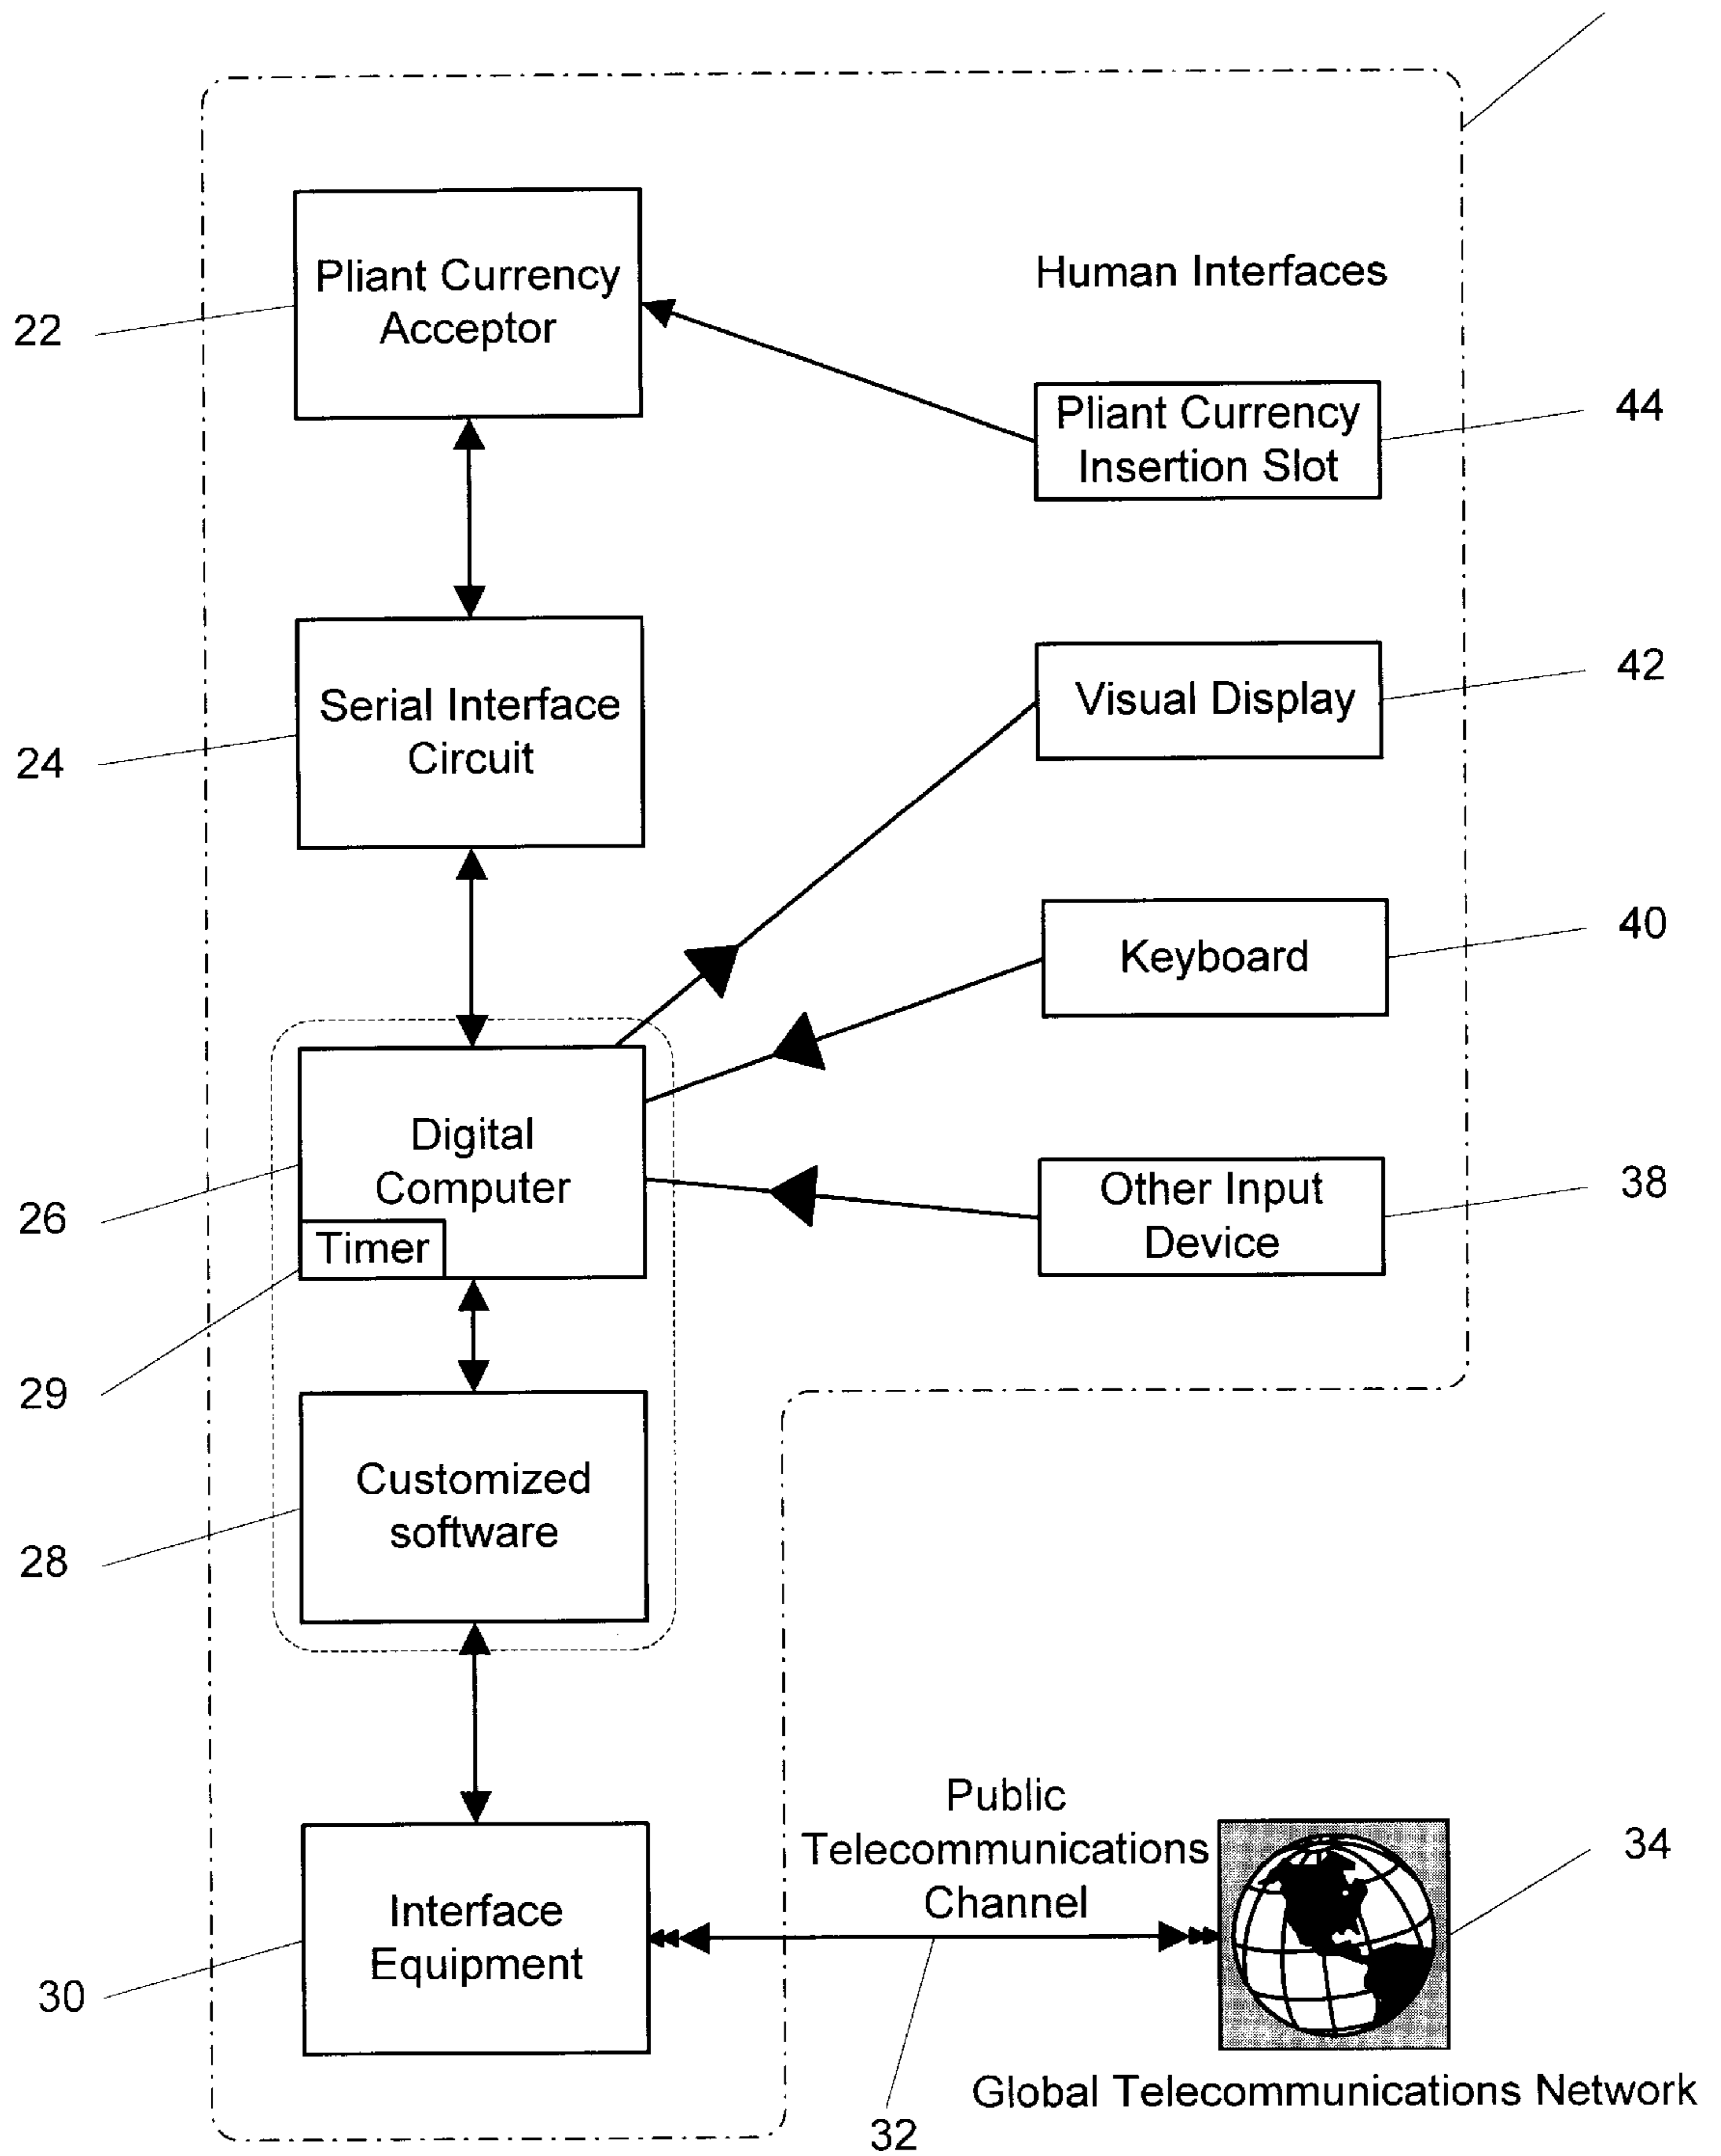 Pliant Currency
Acceptor
22
Human Interfaces
Pliant Currency
Insertion Slot
44
Serial Interface
Circuit
24
Visual Display
42
Keyboard
40
Digital
Computer
26
Timer
29
Other Input
Device
38
Customized
software
28
Interface
Equipment
30
Public
Telecommunications
Channel
32
34
Global Telecommunications Network